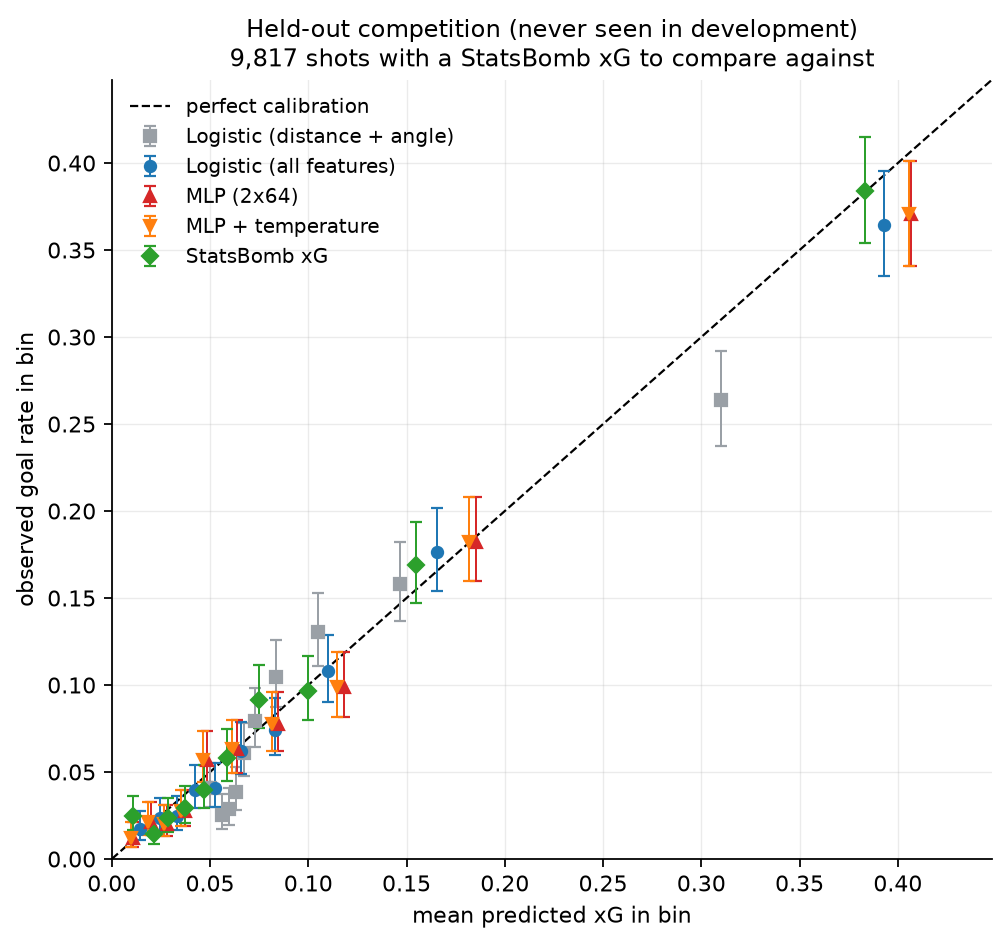 Held-out competition (never seen in development)
9,817 shots with a StatsBomb xG to compare against
perfect calibration
Logistic (distance + angle)
Logistic (all features)
MLP (2x64)
MLP + temperature
StatsBomb xG
observed goal rate in bin
0.40
0.35
0.30
0.25
0.20
0.15
0.10
0.05
0.00
0.00 0.05 0.10 0.15 0.20 0.25 0.30 0.35 0.40
mean predicted xG in bin